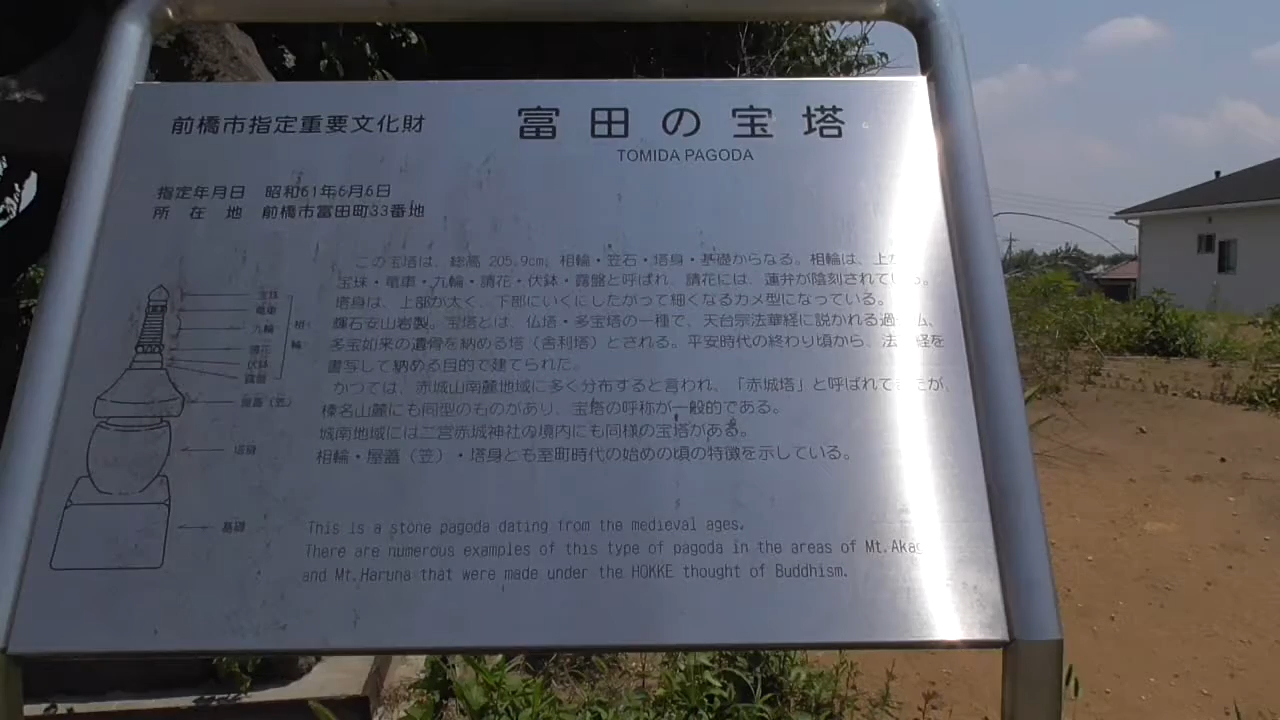 前橋市指定重要文化財
富田の宝塔
TOMIDA PAGODA
指定年月日 昭和61年6月6日
所在地 前橋市富田町33番地
この宝塔は、総高 205.9cm、相輪・笠石・塔身・基礎からなる。相輪は、上か
宝珠・竜車・九輪・請花・伏鉢・露盤と呼ばれ、請花には、蓮弁が陰刻されてい。
塔身は、上部が太く、下部にいくにしたがって細くなるカメ型になっている。
輝石安山岩製。宝塔とは、仏塔・多宝塔の一種で、天台宗法華経に説かれる過、
多宝如来の遺骨を納める塔（舎利塔）とされる。平安時代の終わり頃から、法経を
書写して納める目的で建てられた。
かつては、赤城山南麓地域に多く分布すると言われ、「赤城塔」と呼ばれてたが、
榛名山麓にも同型のものがあり、宝塔の呼称が一般的である。
城南地域には二宮赤城神社の境内にも同様の宝塔がある。
相輪・屋蓋（笠）・塔身とも室町時代の始めの頃の特徴を示している。
宝珠
竜車
九輪
請花
伏鉢
露盤
相輪
屋蓋（笠）
塔身
基礎
This is a stone pagoda dating from the medieval ages.
There are numerous examples of this type of pagoda in the areas of Mt.Akag
and Mt.Haruna that were made under the HOKKE thought of Buddhism.